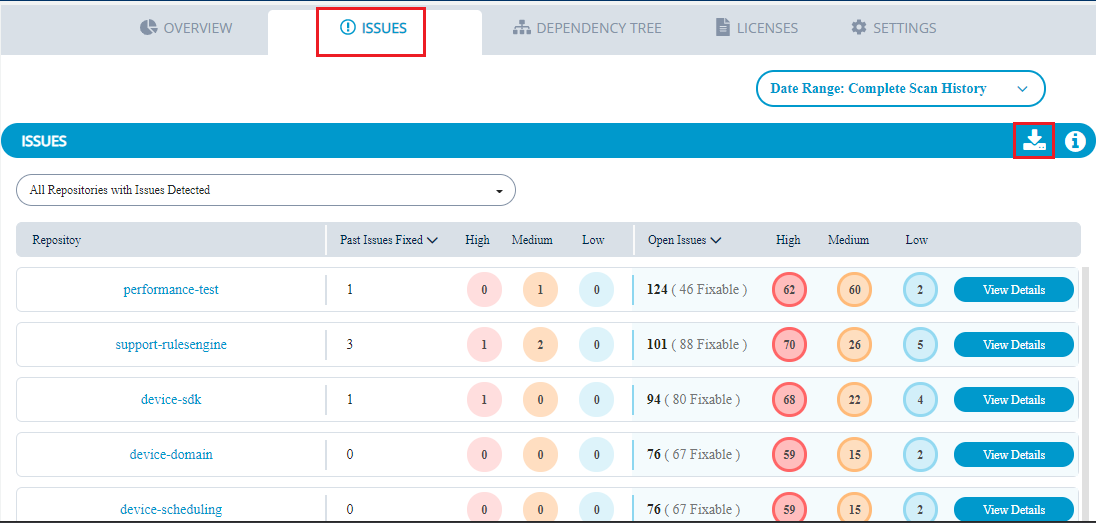 OVERVIEW ISSUES DEPENDENCY TREE LICENSES SETTINGS
Date Range: Complete Scan History
ISSUES
All Repositories with Issues Detected
Repositoy Past Issues Fixed High Medium Low Open Issues High Medium Low
performance-test 1 0 1 0 124 ( 46 Fixable ) 62 60 2 View Details
support-rulesengine 3 1 2 0 101 ( 88 Fixable ) 70 26 5 View Details
device-sdk 1 1 0 0 94 ( 80 Fixable ) 68 22 4 View Details
device-domain 0 0 0 0 76 ( 67 Fixable ) 59 15 2 View Details
device-scheduling 0 0 0 0 76 ( 67 Fixable ) 59 15 2 View Details